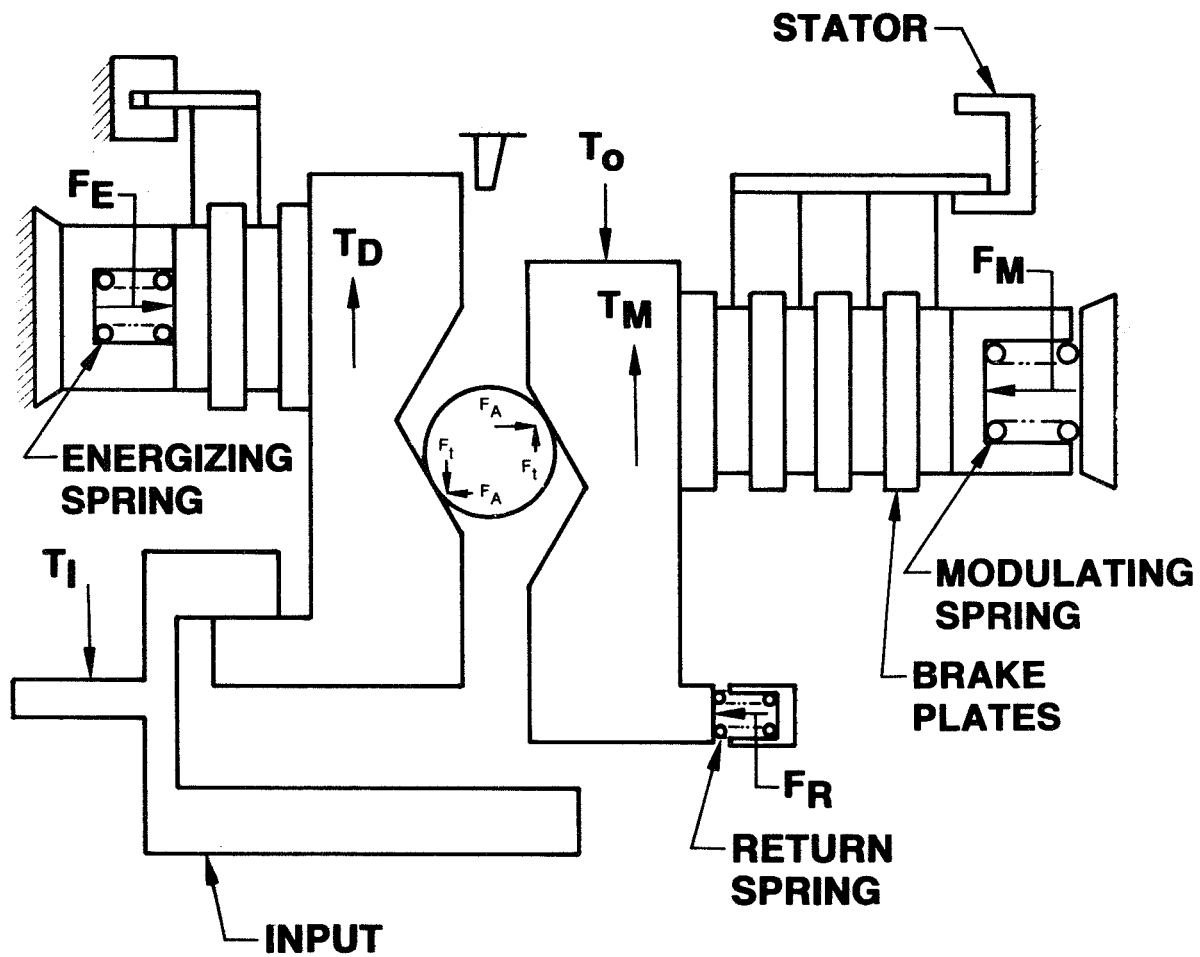 STATOR
TO
FE
TD
FM
TM
FA
Ft
Ft
FA
ENERGIZING
SPRING
TI
MODULATING
SPRING
BRAKE
PLATES
FR
RETURN
SPRING
INPUT